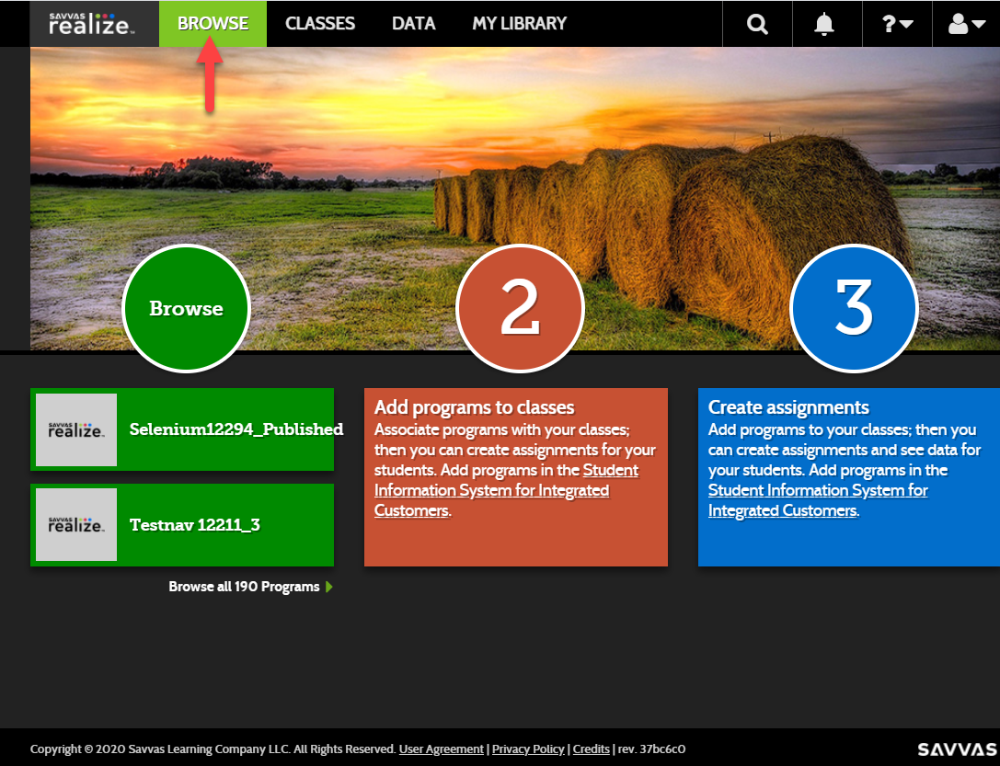 SAVVAS
realize™
BROWSE
CLASSES
DATA
MY LIBRARY
?
Browse
2
3
SAVVAS
realize™
Selenium12294_Published
SAVVAS
realize™
Testnav 12211_3
Browse all 190 Programs
Add programs to classes
Associate programs with your classes;
then you can create assignments for your
students. Add programs in the Student
Information System for Integrated
Customers.
Create assignments
Add programs to your classes; then you
can create assignments and see data for
your students. Add programs in the
Student Information System for
Integrated Customers.
Copyright © 2020 Savvas Learning Company LLC. All Rights Reserved. User Agreement | Privacy Policy | Credits | rev. 37bc6c0
SAVVAS